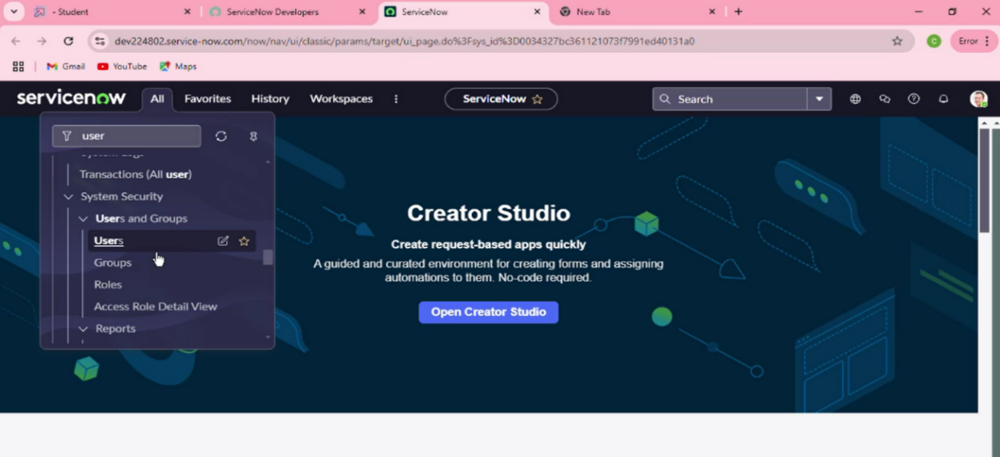 - Student
ServiceNow Developers
ServiceNow
New Tab
dev224802.service-now.com/now/nav/ui/classic/params/target/ui_page.do%3Fsys_id%3D0034327bc361121073f7991ed40131a0
C
Error
Gmail
YouTube
Maps
servicenow
All
Favorites
History
Workspaces
ServiceNow
Search
user
Transactions (All user)
System Security
Users and Groups
Users
Groups
Roles
Access Role Detail View
Reports
Creator Studio
Create request-based apps quickly
A guided and curated environment for creating forms and assigning
automations to them. No-code required.
Open Creator Studio